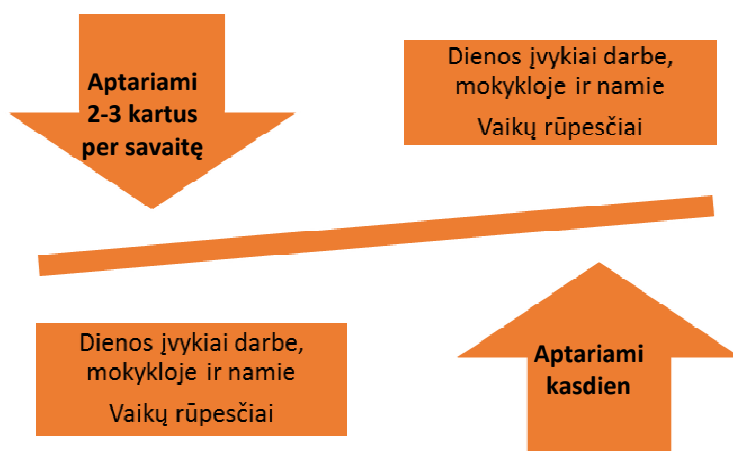 Aptariami
2-3 kartus
per savaitę
Dienos įvykiai darbe,
mokykloje ir namie
Vaikų rūpesčiai
Dienos įvykiai darbe,
mokykloje ir namie
Vaikų rūpesčiai
Aptariami
kasdien